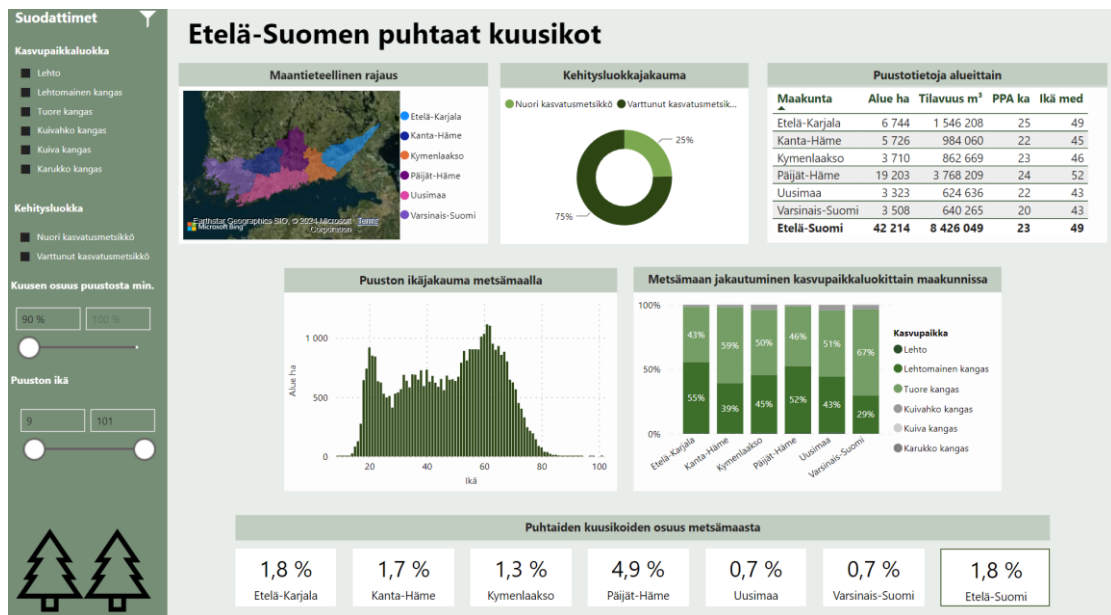 Suodattimet
Kasvupaikkaluokka
Lehto
Lehtomainen kangas
Tuore kangas
Kuivahko kangas
Kuiva kangas
Karukko kangas
Kehitysluokka
Nuori kasvatusmetsikkö
Varttunut kasvatusmetsikkö
Kuusen osuus puustosta min.
90 % 100 %
Puuston ikä
9 101
Etelä-Suomen puhtaat kuusikot
Maantieteellinen rajaus
Etelä-Karjala
Kanta-Häme
Kymenlaakso
Päijät-Häme
Uusimaa
Varsinais-Suomi
Earthstar Geographics SIO, © 2024 Microsoft Terms
Corporation
Microsoft Bing
Kehitysluokkajakauma
Nuori kasvatusmetsikkö Varttunut kasvatusmetsik...
25%
75%
Puustotietoja alueittain
Maakunta Alue ha Tilavuus m³ PPA ka Ikä med
Etelä-Karjala 6 744 1 546 208 25 49
Kanta-Häme 5 726 984 060 22 45
Kymenlaakso 3 710 862 669 23 46
Päijät-Häme 19 203 3 768 209 24 52
Uusimaa 3 323 624 636 22 43
Varsinais-Suomi 3 508 640 265 20 43
Etelä-Suomi 42 214 8 426 049 23 49
Puuston ikäjakauma metsämaalla
Alue ha
1 000
500
0
20 40 60 80 100
Ikä
Metsämaan jakautuminen kasvupaikkaluokittain maakunnissa
100%
50%
0%
43% 59% 50% 46% 51% 67%
55% 39% 45% 52% 43% 29%
Etelä-Karjala Kanta-Häme Kymenlaakso Päijät-Häme Uusimaa Varsinais-Suomi
Kasvupaikka
Lehto
Lehtomainen kangas
Tuore kangas
Kuivahko kangas
Kuiva kangas
Karukko kangas
Puhtaiden kuusikoiden osuus metsämaasta
1,8 % 1,7 % 1,3 % 4,9 % 0,7 % 0,7 % 1,8 %
Etelä-Karjala Kanta-Häme Kymenlaakso Päijät-Häme Uusimaa Varsinais-Suomi Etelä-Suomi